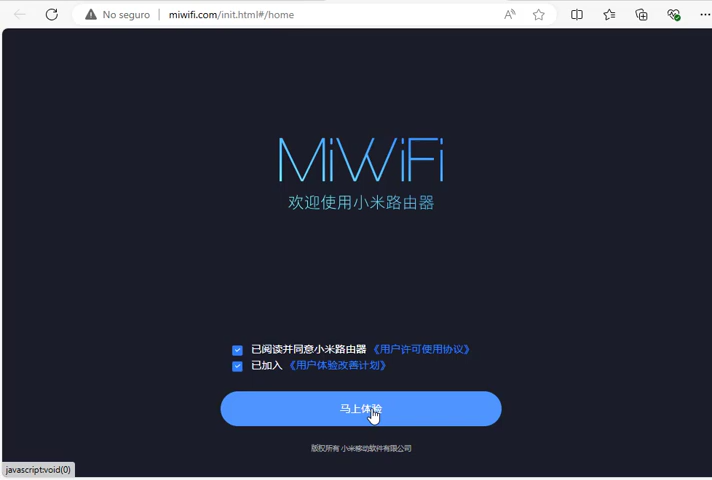 No seguro
miwifi.com/init.html#/home
MiWiFi
欢迎使用小米路由器
已阅读并同意小米路由器《用户许可使用协议》
已加入《用户体验改善计划》
马上体验
版权所有 小米移动软件有限公司
javascript:void(0)